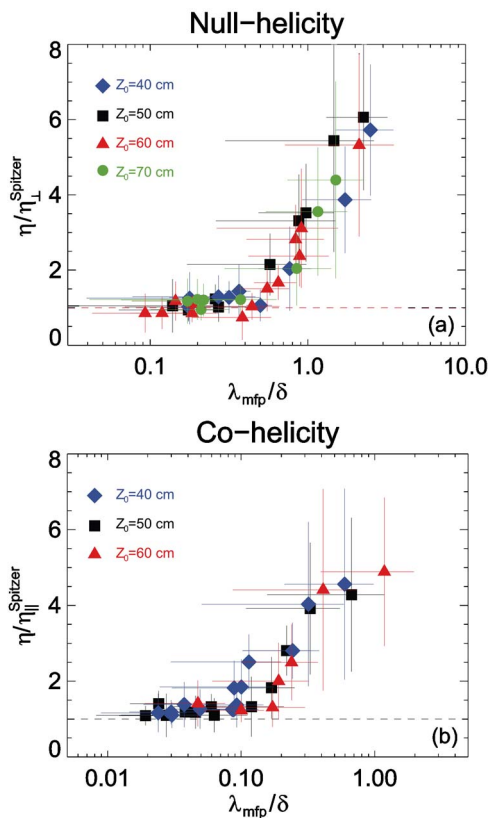 Null−helicity
η/η⊥^Spitzer
8
6
4
2
0
Z₀=40 cm
Z₀=50 cm
Z₀=60 cm
Z₀=70 cm
(a)
0.1 1.0 10.0
λmfp/δ
Co−helicity
η/η||^Spitzer
8
6
4
2
0
Z₀=40 cm
Z₀=50 cm
Z₀=60 cm
(b)
0.01 0.10 1.00
λmfp/δ